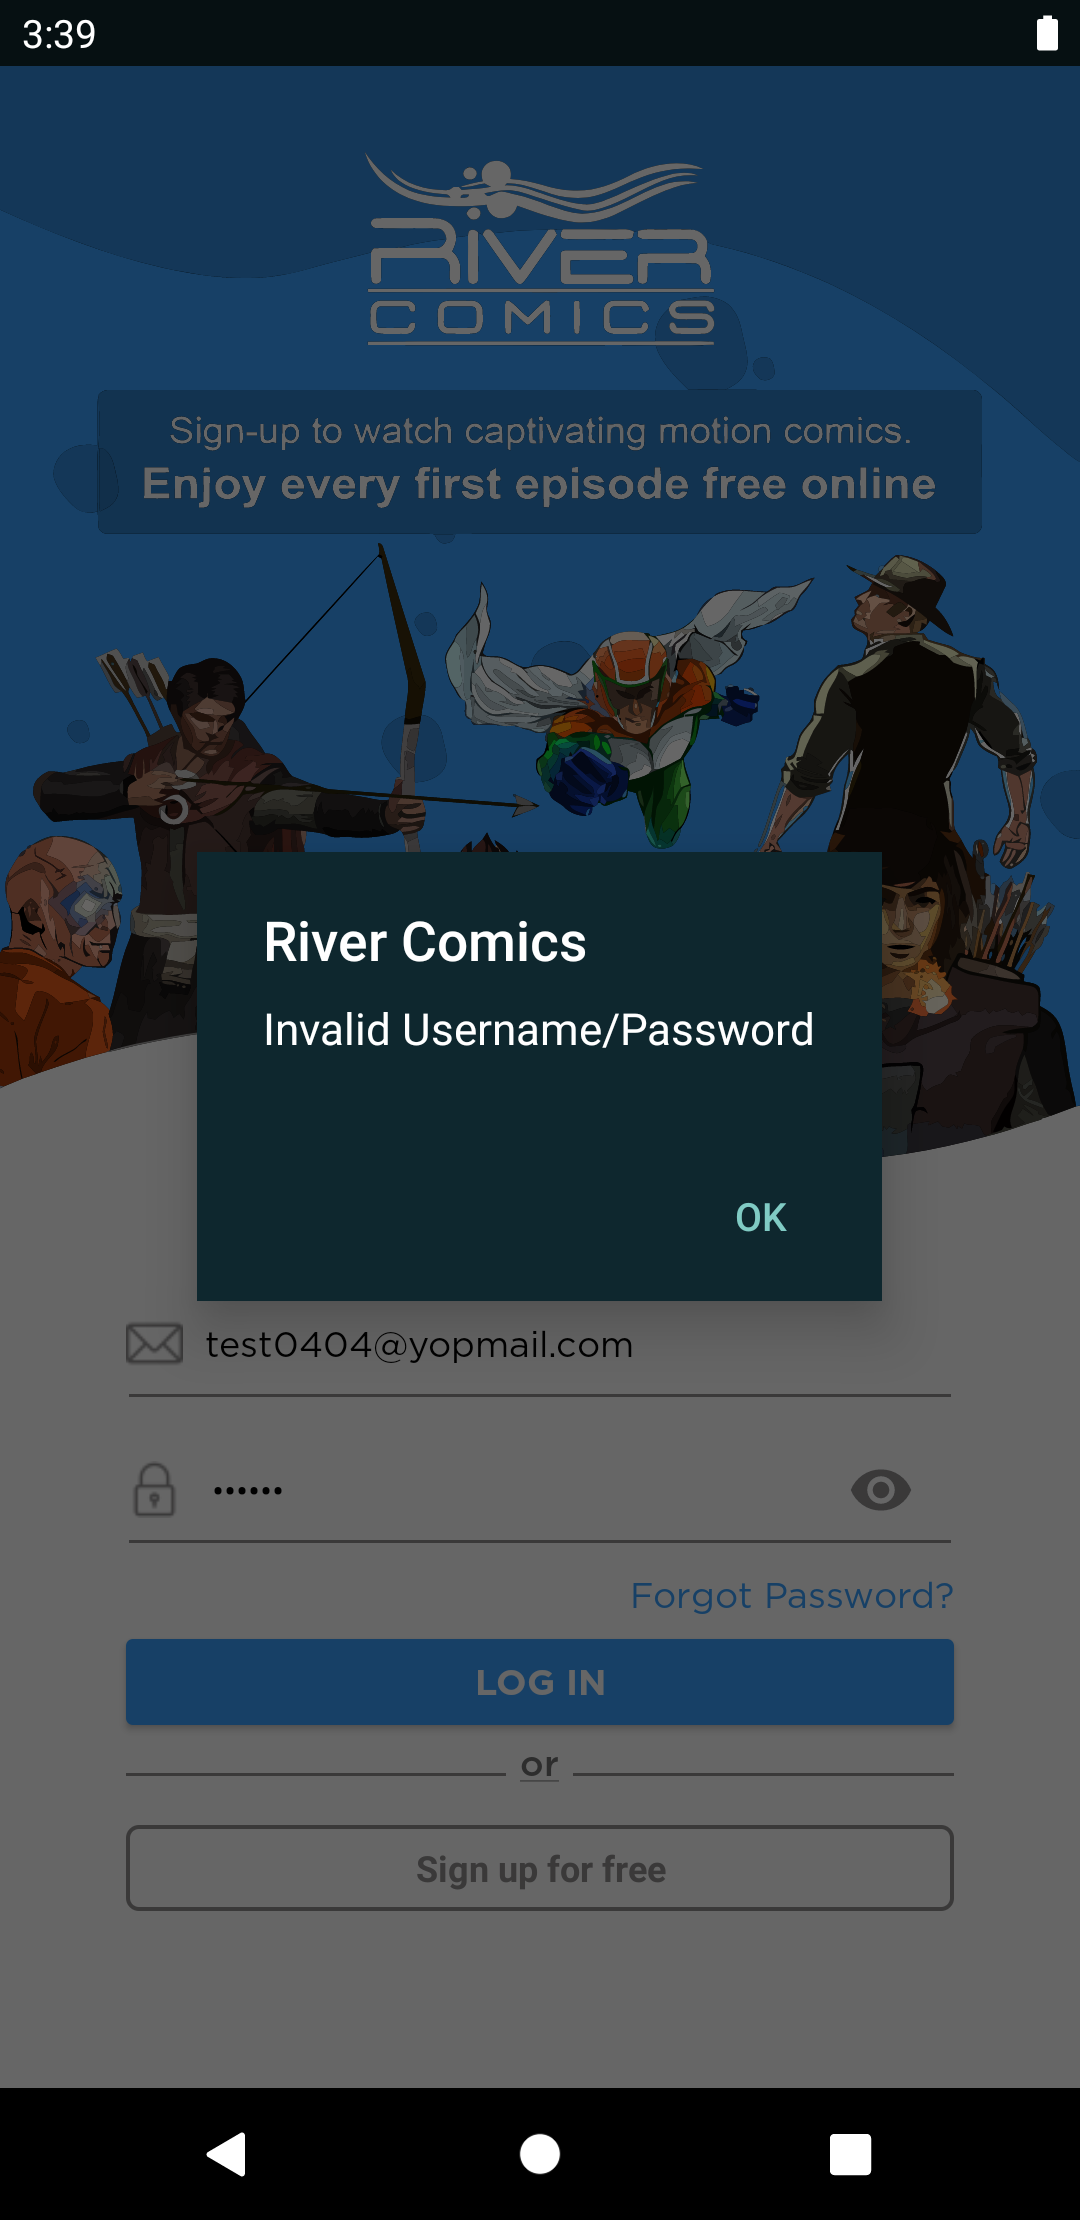 3:39
RIVER
COMICS
Sign-up to watch captivating motion comics.
Enjoy every first episode free online
River Comics
Invalid Username/Password
OK
test0404@yopmail.com
••••••
Forgot Password?
LOG IN
or
Sign up for free